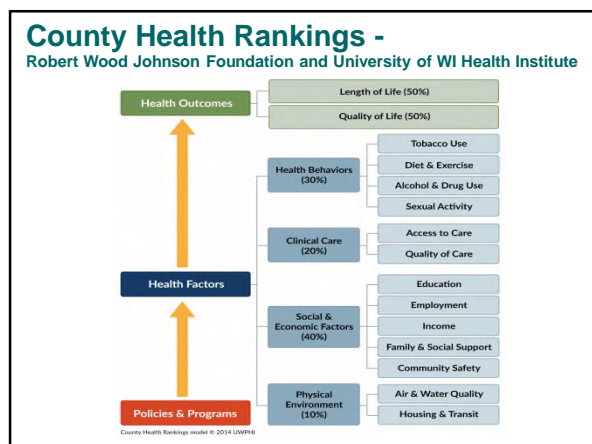 County Health Rankings -
Robert Wood Johnson Foundation and University of WI Health Institute
Health Outcomes
Length of Life (50%)
Quality of Life (50%)
Health Factors
Health Behaviors
(30%)
Tobacco Use
Diet & Exercise
Alcohol & Drug Use
Sexual Activity
Clinical Care
(20%)
Access to Care
Quality of Care
Social &
Economic Factors
(40%)
Education
Employment
Income
Family & Social Support
Community Safety
Physical
Environment
(10%)
Air & Water Quality
Housing & Transit
Policies & Programs
County Health Rankings model © 2014 UWPHI